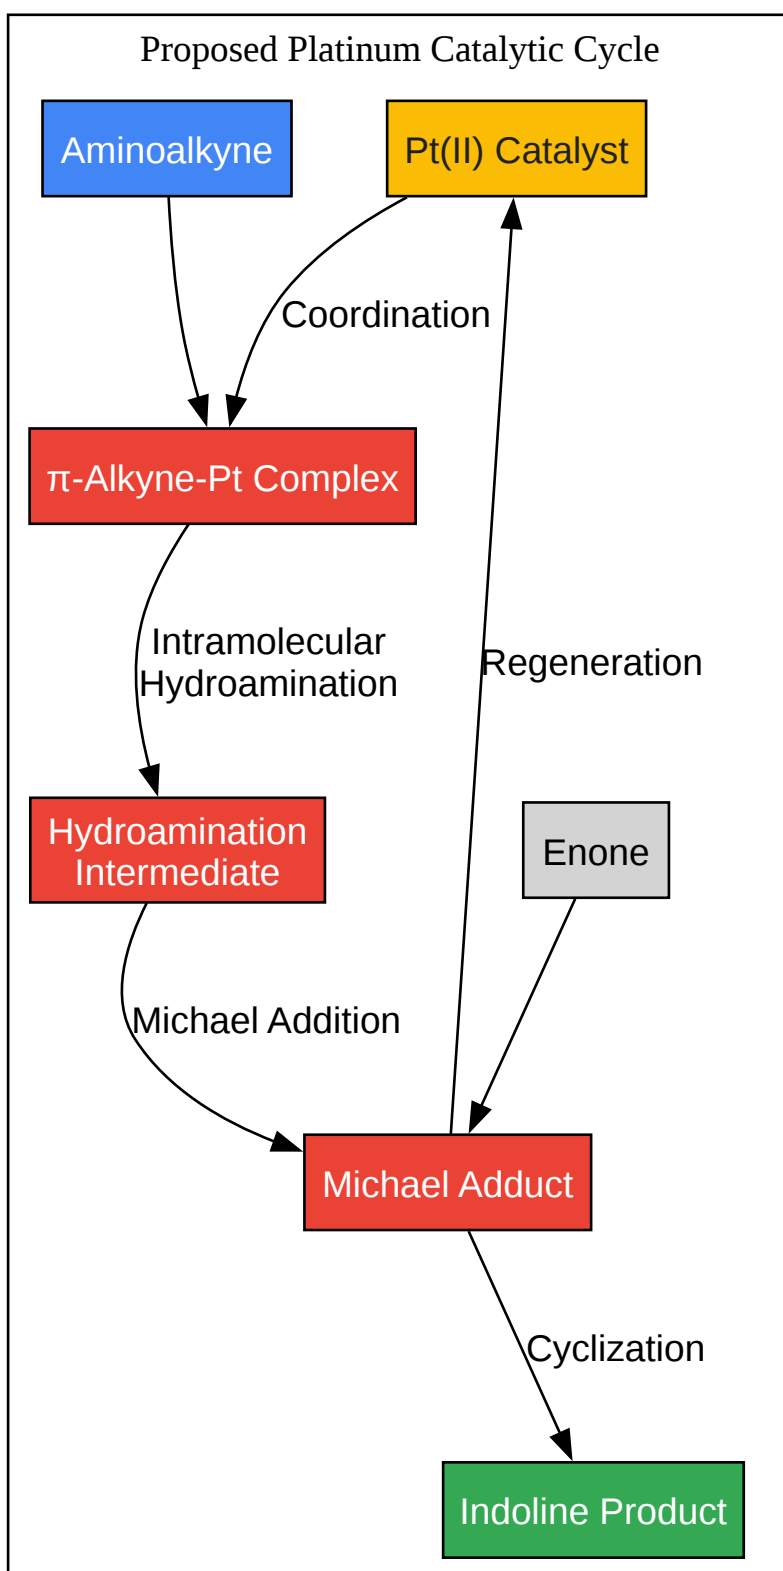 Proposed Platinum Catalytic Cycle
Aminoalkyne
Pt(II) Catalyst
Coordination
π-Alkyne-Pt Complex
Intramolecular
Hydroamination
Regeneration
Hydroamination
Intermediate
Enone
Michael Addition
Michael Adduct
Cyclization
Indoline Product